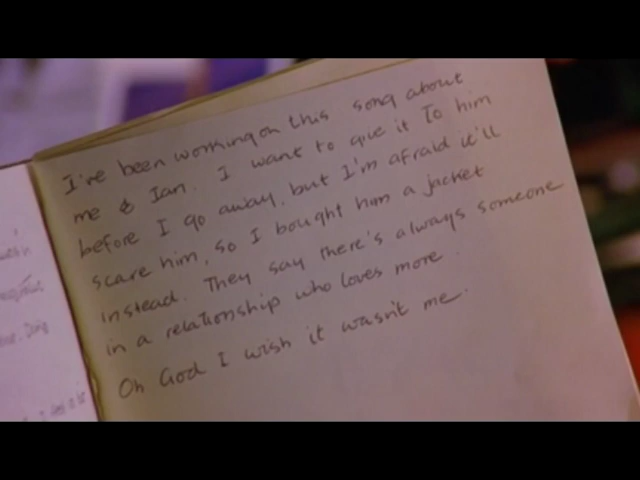 I've been working on this song about
me & Ian. I want to give it to him
before I go away, but I'm afraid it'll
scare him, so I bought him a jacket
instead. They say there's always someone
in a relationship who loves more.
Oh God I wish it wasn't me.